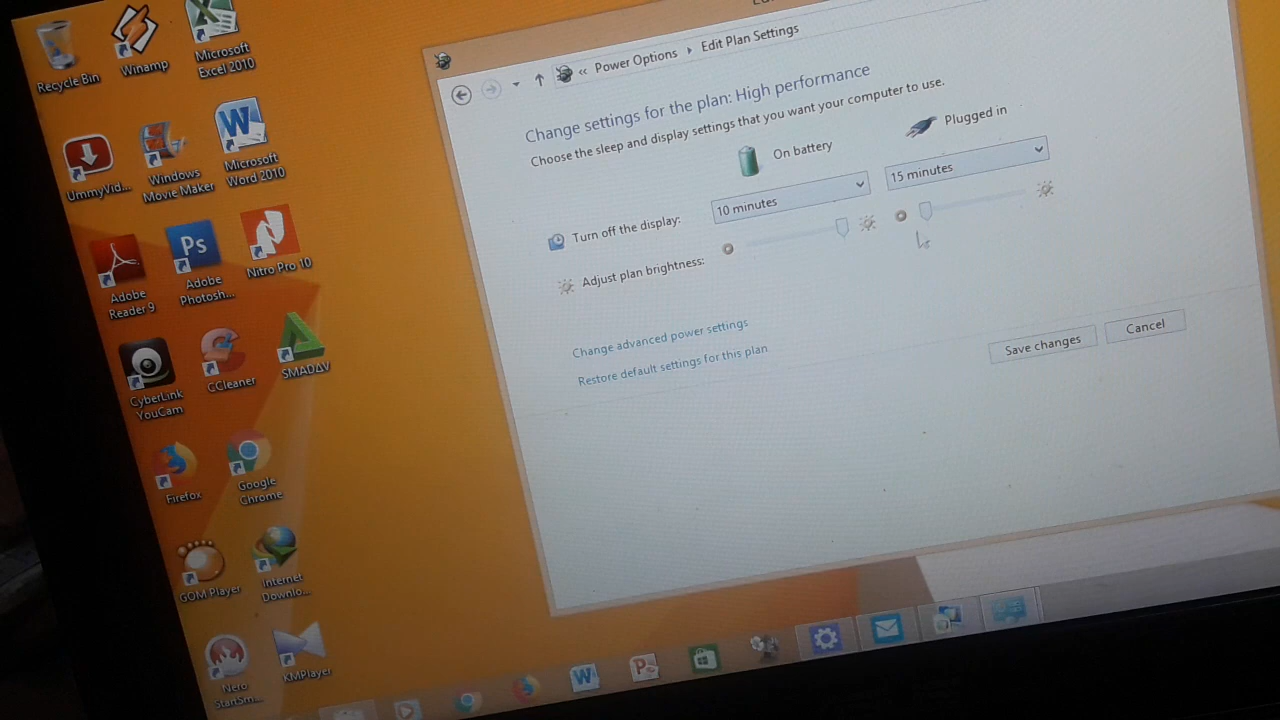 Recycle Bin
Winamp
Microsoft
Excel 2010
UmmyVid...
Windows
Movie Maker
Microsoft
Word 2010
Adobe
Reader 9
Ps
Adobe
Photosh...
Nitro Pro 10
CyberLink
YouCam
CCleaner
SMADΔV
Firefox
Google
Chrome
GOM Player
Internet
Downlo...
Nero
StartSm...
KMPlayer
« Power Options ▸ Edit Plan Settings
Change settings for the plan: High performance
Choose the sleep and display settings that you want your computer to use.
On battery
Plugged in
Turn off the display:
10 minutes
15 minutes
Adjust plan brightness:
Change advanced power settings
Restore default settings for this plan
Save changes
Cancel